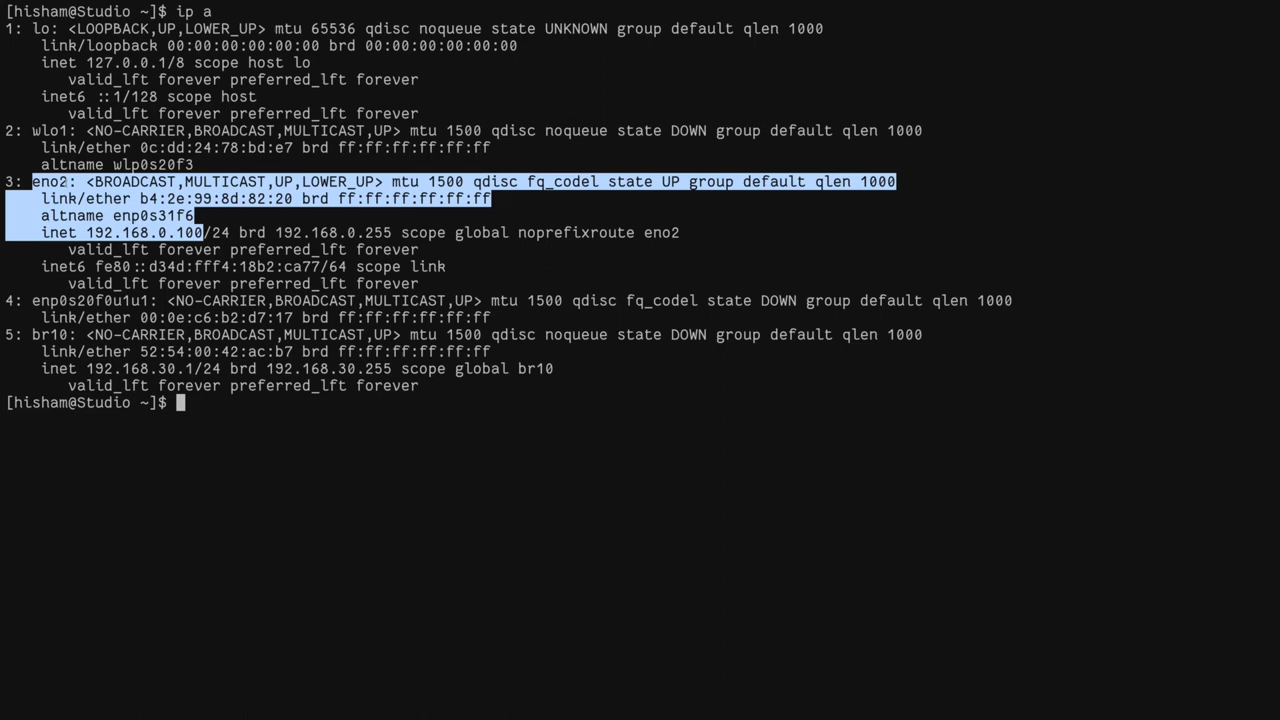 [hisham@Studio ~]$ ip a
1: lo: <LOOPBACK,UP,LOWER_UP> mtu 65536 qdisc noqueue state UNKNOWN group default qlen 1000
    link/loopback 00:00:00:00:00:00 brd 00:00:00:00:00:00
    inet 127.0.0.1/8 scope host lo
       valid_lft forever preferred_lft forever
    inet6 ::1/128 scope host
       valid_lft forever preferred_lft forever
2: wlo1: <NO-CARRIER,BROADCAST,MULTICAST,UP> mtu 1500 qdisc noqueue state DOWN group default qlen 1000
    link/ether 0c:dd:24:78:bd:e7 brd ff:ff:ff:ff:ff:ff
    altname wlp0s20f3
3: eno2: <BROADCAST,MULTICAST,UP,LOWER_UP> mtu 1500 qdisc fq_codel state UP group default qlen 1000
    link/ether b4:2e:99:8d:82:20 brd ff:ff:ff:ff:ff:ff
    altname enp0s31f6
    inet 192.168.0.100/24 brd 192.168.0.255 scope global noprefixroute eno2
       valid_lft forever preferred_lft forever
    inet6 fe80::d34d:fff4:18b2:ca77/64 scope link
       valid_lft forever preferred_lft forever
4: enp0s20f0u1u1: <NO-CARRIER,BROADCAST,MULTICAST,UP> mtu 1500 qdisc fq_codel state DOWN group default qlen 1000
    link/ether 00:0e:c6:b2:d7:17 brd ff:ff:ff:ff:ff:ff
5: br10: <NO-CARRIER,BROADCAST,MULTICAST,UP> mtu 1500 qdisc noqueue state DOWN group default qlen 1000
    link/ether 52:54:00:42:ac:b7 brd ff:ff:ff:ff:ff:ff
    inet 192.168.30.1/24 brd 192.168.30.255 scope global br10
       valid_lft forever preferred_lft forever
[hisham@Studio ~]$